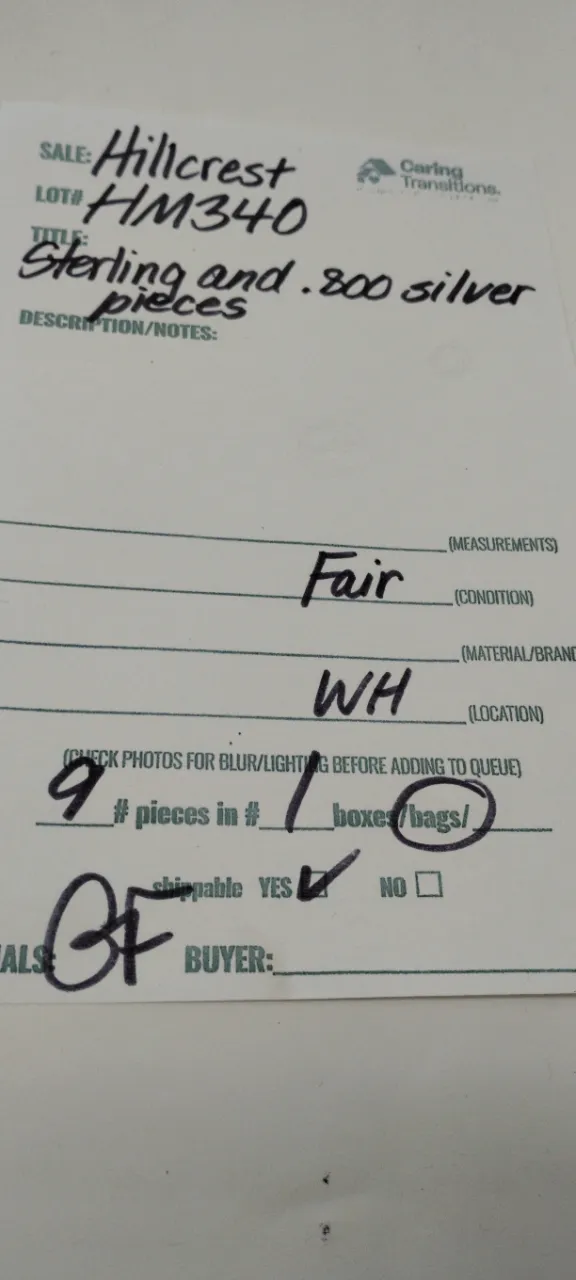 SALE: Hillcrest
Caring
Transitions.
LOT# HM340
TITLE:
Sterling and .800 silver
pieces
DESCRIPTION/NOTES:
(MEASUREMENTS)
Fair (CONDITION)
(MATERIAL/BRAND
WH (LOCATION)
(CHECK PHOTOS FOR BLUR/LIGHTING BEFORE ADDING TO QUEUE)
9 # pieces in # 1 boxes/bags/
shippable YES ✓ NO
ALS: BF BUYER: